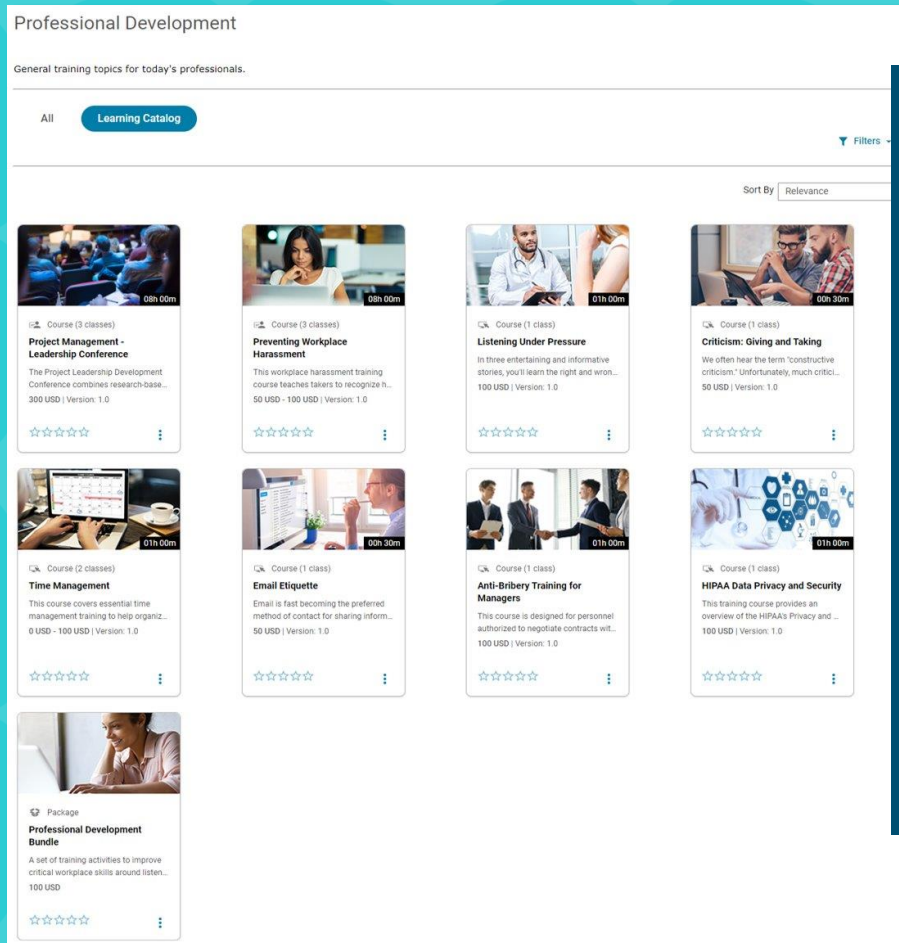 Professional Development
General training topics for today's professionals.
All
Learning Catalog
Filters
Sort By
Relevance
08h 00m
Course (3 classes)
Project Management -
Leadership Conference
The Project Leadership Development
Conference combines research-base...
300 USD | Version: 1.0
08h 00m
Course (3 classes)
Preventing Workplace
Harassment
This workplace harassment training
course teaches takers to recognize h...
50 USD - 100 USD | Version: 1.0
01h 00m
Course (1 class)
Listening Under Pressure
In three entertaining and informative
stories, you'll learn the right and wron...
100 USD | Version: 1.0
00h 30m
Course (1 class)
Criticism: Giving and Taking
We often hear the term "constructive
criticism." Unfortunately, much critici...
50 USD | Version: 1.0
01h 00m
Course (2 classes)
Time Management
This course covers essential time
management training to help organiz...
0 USD - 100 USD | Version: 1.0
00h 30m
Course (1 class)
Email Etiquette
Email is fast becoming the preferred
method of contact for sharing inform...
50 USD | Version: 1.0
01h 00m
Course (1 class)
Anti-Bribery Training for
Managers
This course is designed for personnel
authorized to negotiate contracts wit...
100 USD | Version: 1.0
01h 00m
Course (1 class)
HIPAA Data Privacy and Security
This training course provides an
overview of the HIPAA's Privacy and ...
100 USD | Version: 1.0
Package
Professional Development
Bundle
A set of training activities to improve
critical workplace skills around listen...
100 USD